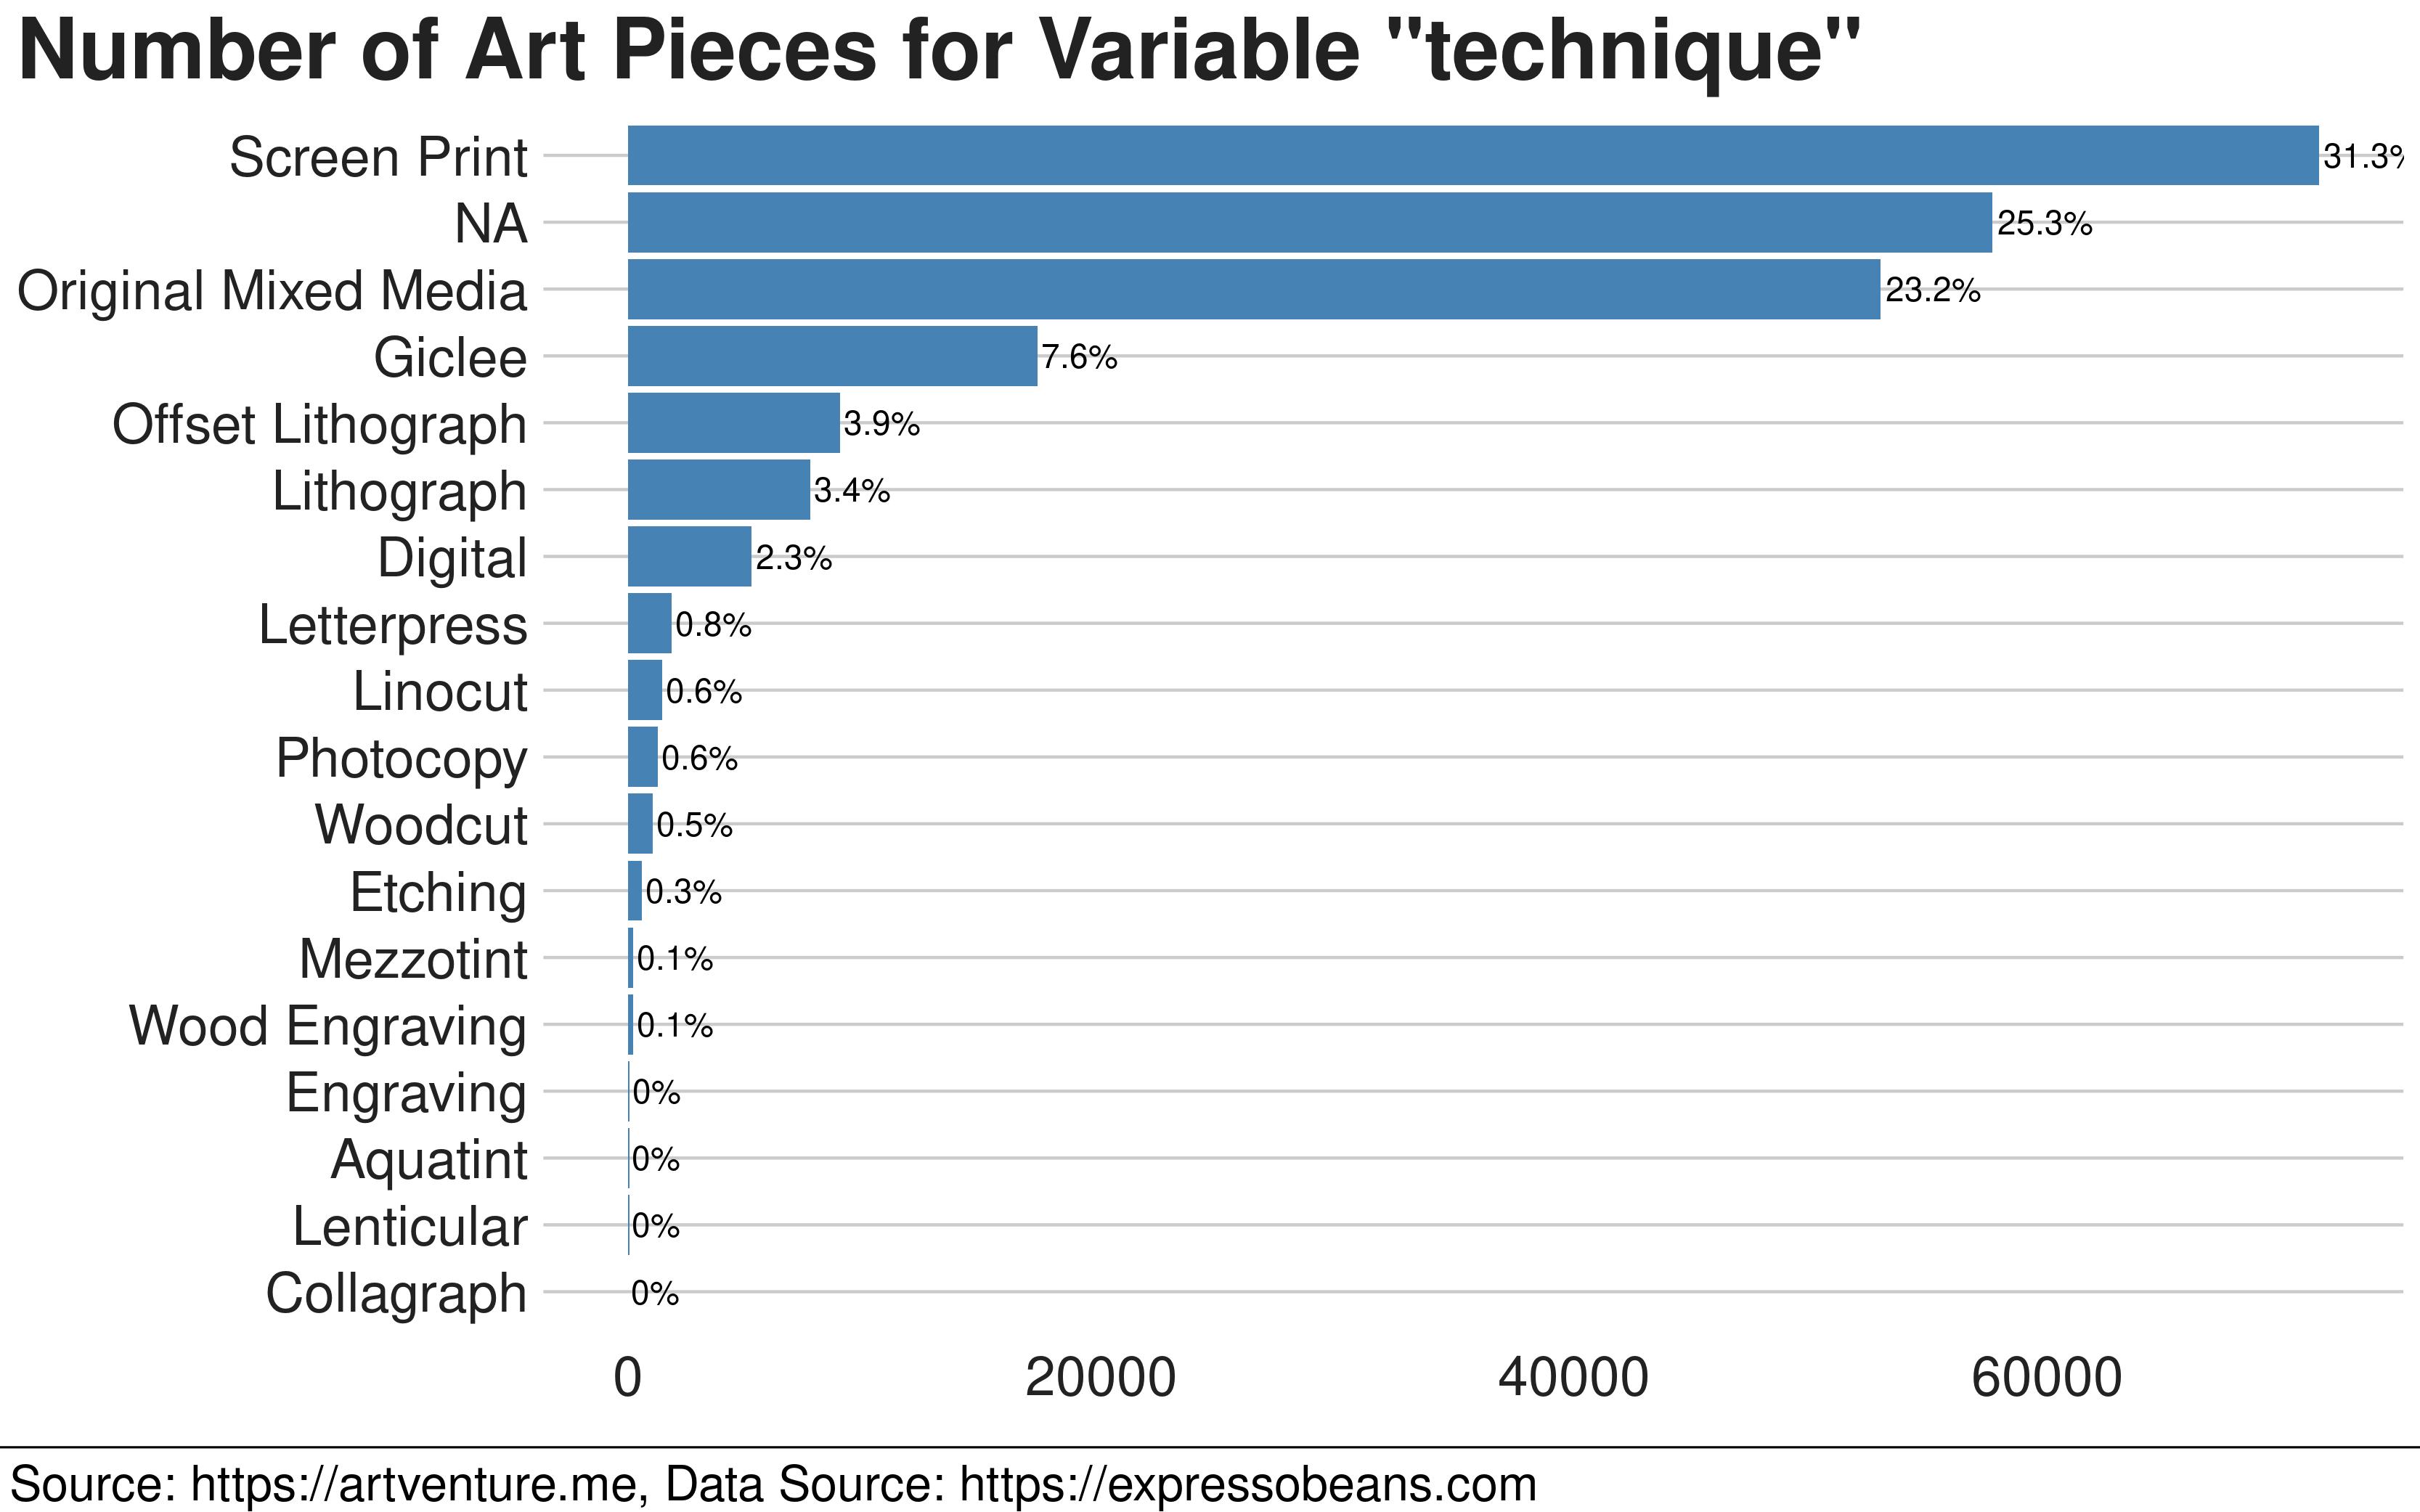 Number of Art Pieces for Variable "technique"
Screen Print 31.3%
NA 25.3%
Original Mixed Media 23.2%
Giclee 7.6%
Offset Lithograph 3.9%
Lithograph 3.4%
Digital 2.3%
Letterpress 0.8%
Linocut 0.6%
Photocopy 0.6%
Woodcut 0.5%
Etching 0.3%
Mezzotint 0.1%
Wood Engraving 0.1%
Engraving 0%
Aquatint 0%
Lenticular 0%
Collagraph 0%
0 20000 40000 60000
Source: https://artventure.me, Data Source: https://expressobeans.com